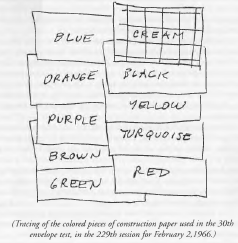 BLUE
CREAM
ORANGE
BLACK
YELLOW
PURPLE
TURQUOISE
BROWN
RED
GREEN
(Tracing of the colored pieces of construction paper used in the 30th
envelope test, in the 229th session for February 2,1966.)